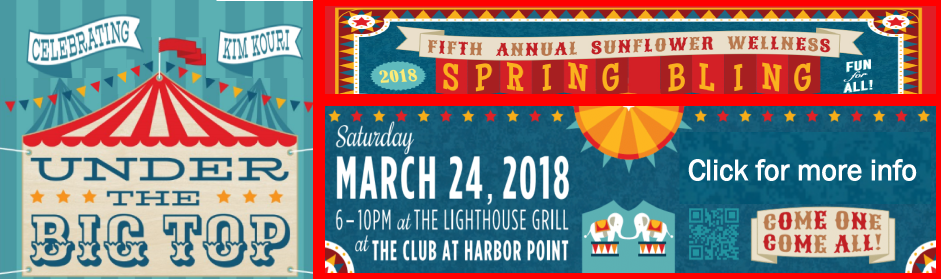 CELEBRATING
KIM KOURI
UNDER
THE
BIG TOP
FIFTH ANNUAL SUNFLOWER WELLNESS
2018
SPRING BLING
FUN
for
ALL!
Saturday
MARCH 24, 2018
6-10PM at THE LIGHTHOUSE GRILL
at THE CLUB AT HARBOR POINT
Click for more info
COME ONE
COME ALL!